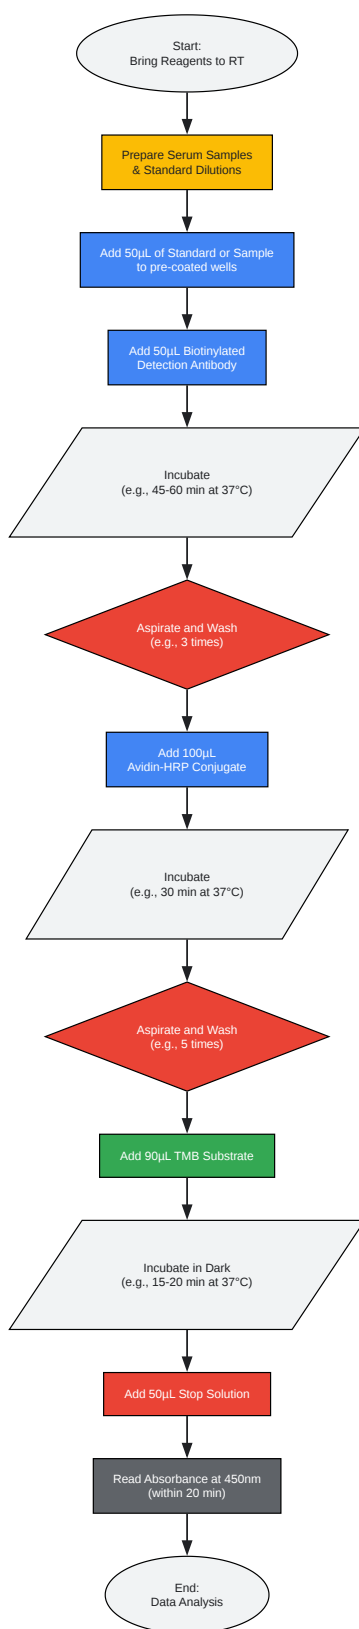 Start:
Bring Reagents to RT
Prepare Serum Samples
& Standard Dilutions
Add 50µL of Standard or Sample
to pre-coated wells
Add 50µL Biotinylated
Detection Antibody
Incubate
(e.g., 45-60 min at 37°C)
Aspirate and Wash
(e.g., 3 times)
Add 100µL
Avidin-HRP Conjugate
Incubate
(e.g., 30 min at 37°C)
Aspirate and Wash
(e.g., 5 times)
Add 90µL TMB Substrate
Incubate in Dark
(e.g., 15-20 min at 37°C)
Add 50µL Stop Solution
Read Absorbance at 450nm
(within 20 min)
End:
Data Analysis